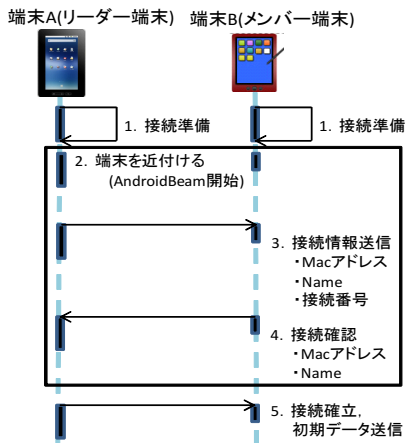 端末A(リーダー端末) 端末B(メンバー端末)
1. 接続準備 1. 接続準備
2. 端末を近付ける
(AndroidBeam開始)
3. 接続情報送信
・Macアドレス
・Name
・接続番号
4. 接続確認
・Macアドレス
・Name
5. 接続確立,
初期データ送信